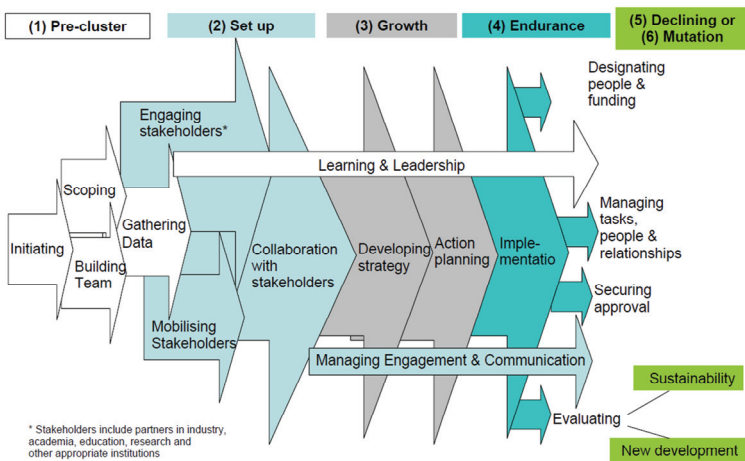 (1) Pre-cluster
(2) Set up
(3) Growth
(4) Endurance
(5) Declining or
(6) Mutation
Designating
people &
funding
Engaging
stakeholders*
Learning & Leadership
Scoping
Managing
tasks,
people &
relationships
Gathering
Data
Initiating
Building
Team
Collaboration
with
stakeholders
Developing
strategy
Action
planning
Imple-
mentatio
Securing
approval
Mobilising
Stakeholders
Managing Engagement & Communication
Sustainability
Evaluating
New development
* Stakeholders include partners in industry,
academia, education, research and
other appropriate institutions